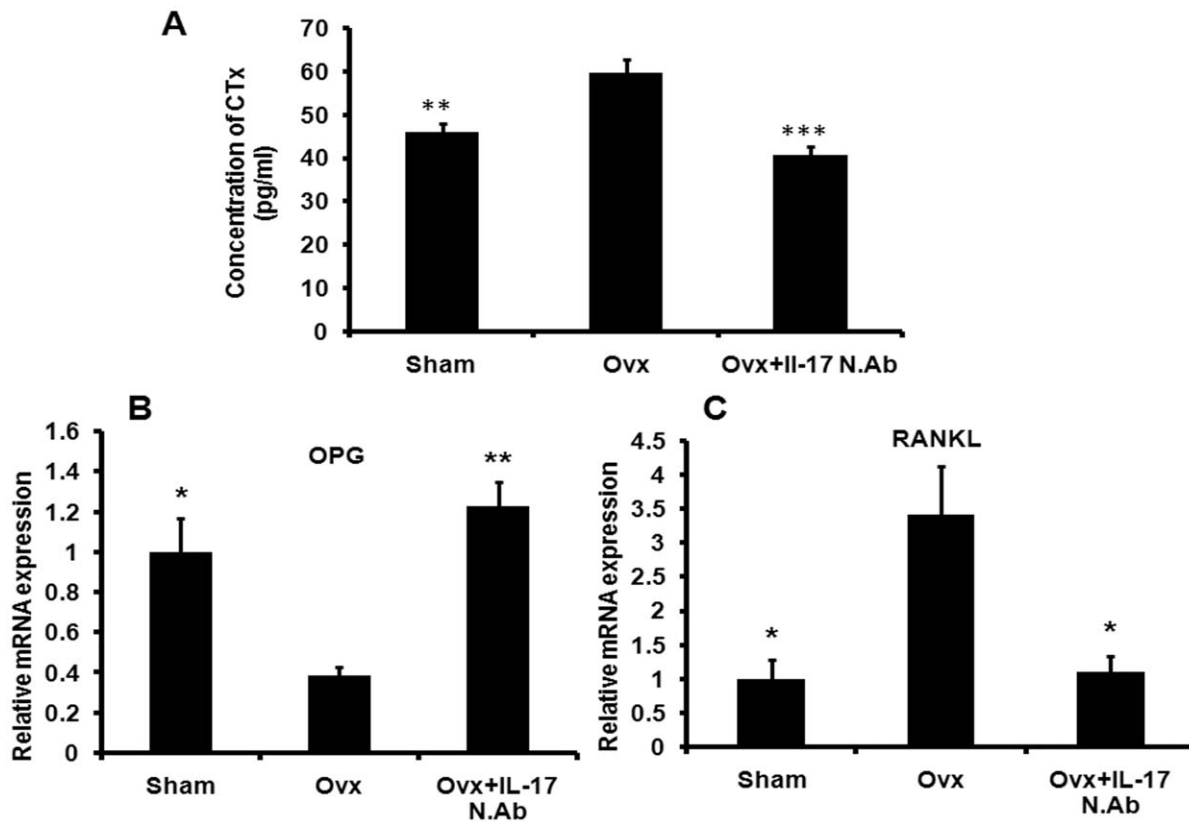 A
Concentration of CTx
(pg/ml)
70
60
50
40
30
20
10
0
**
***
Sham Ovx Ovx+Il-17 N.Ab
B
OPG
Relative mRNA expression
1.6
1.4
1.2
1
0.8
0.6
0.4
0.2
0
*
**
Sham Ovx Ovx+IL-17
N.Ab
C
RANKL
Relative mRNA expression
4.5
4
3.5
3
2.5
2
1.5
1
0.5
0
*
*
Sham Ovx Ovx+IL-17
N.Ab